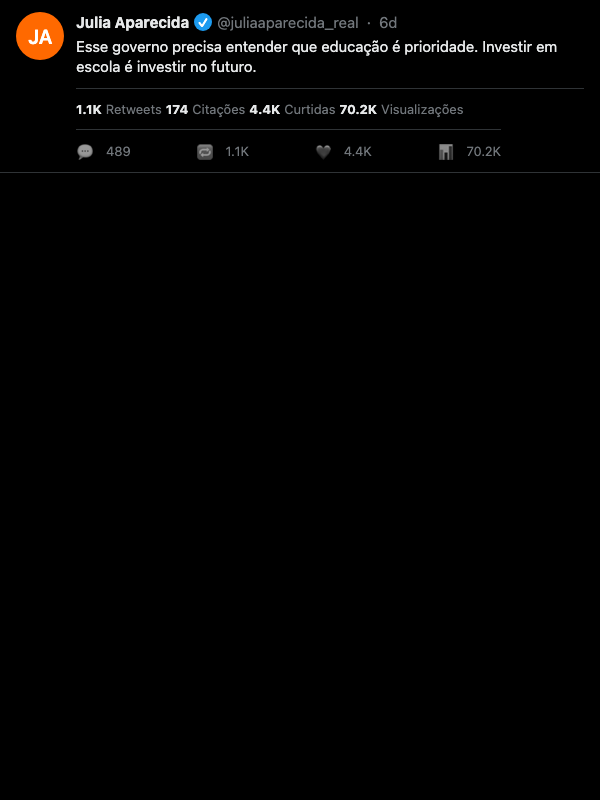 JA
Julia Aparecida @juliaaparecida_real · 6d
Esse governo precisa entender que educação é prioridade. Investir em
escola é investir no futuro.
1.1K Retweets 174 Citações 4.4K Curtidas 70.2K Visualizações
489 1.1K 4.4K 70.2K